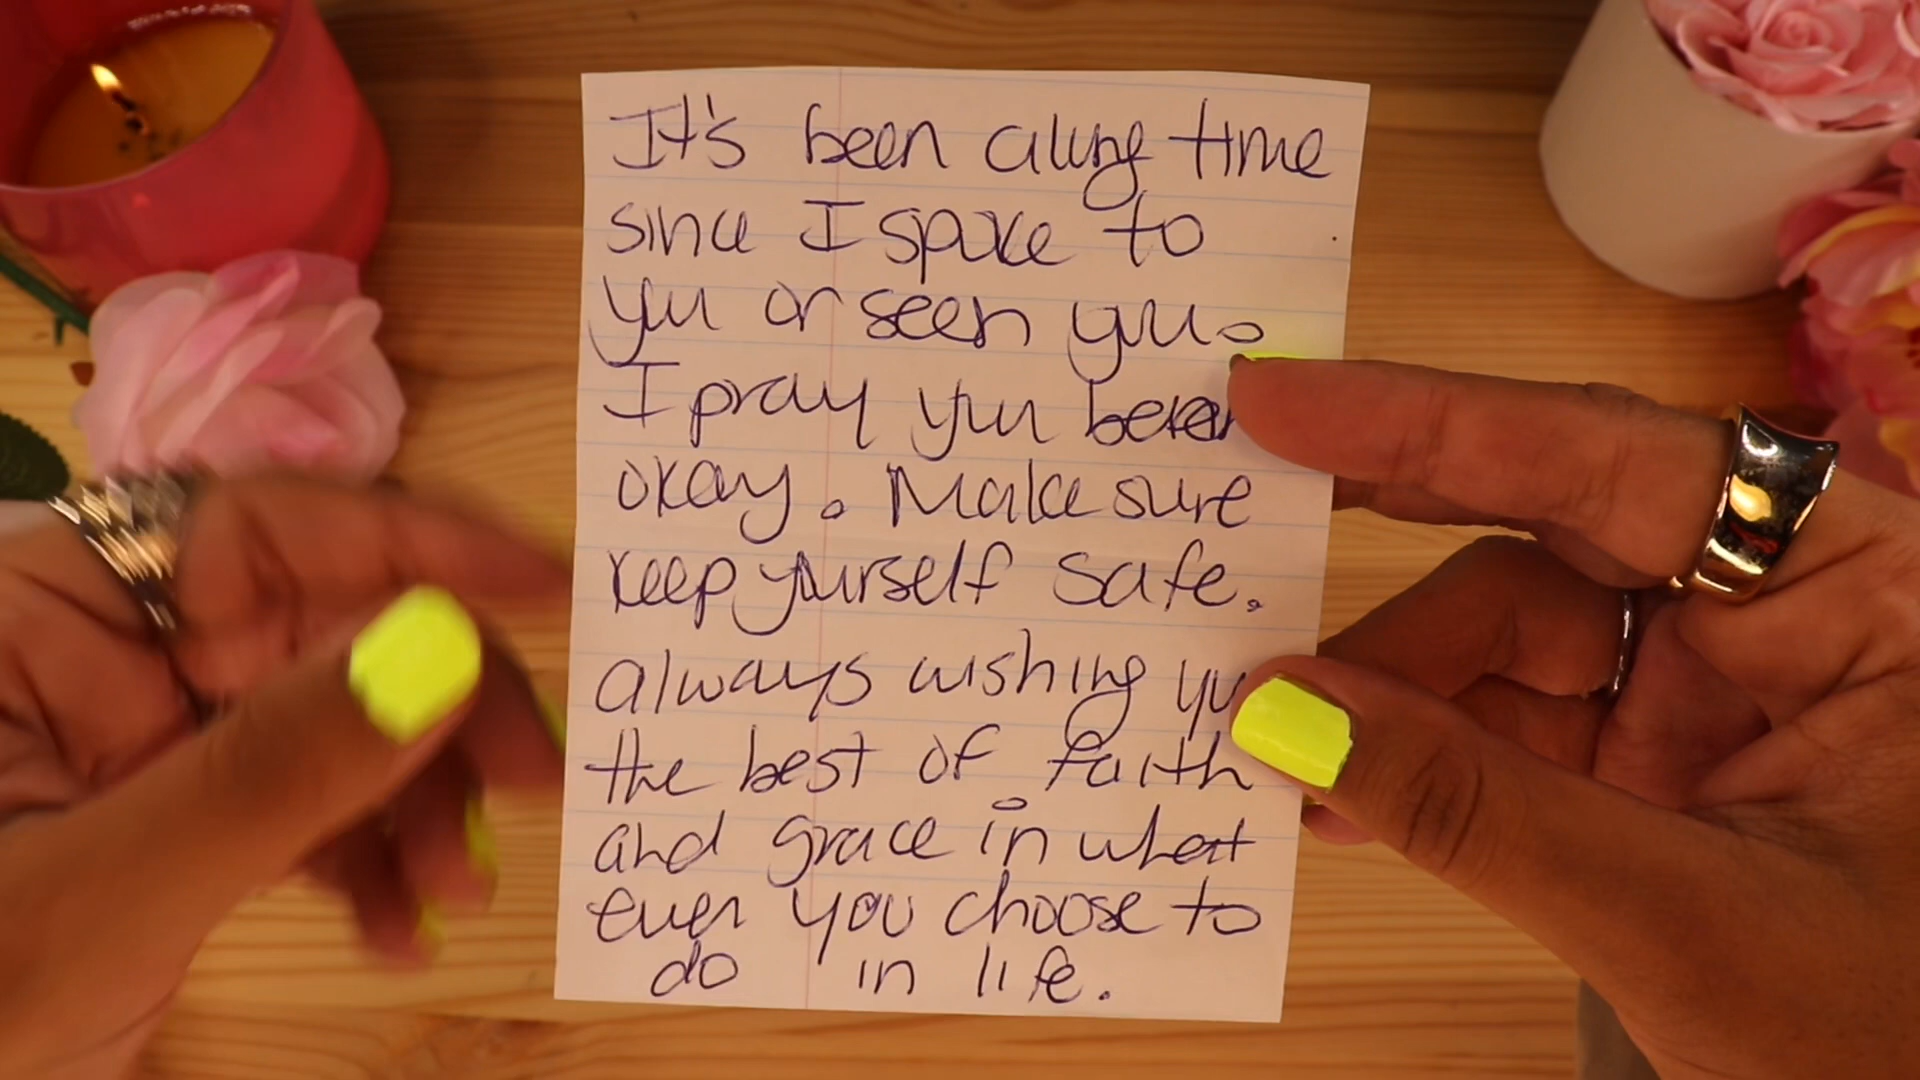 It's been along time
since I spoke to
you or seen you.
I pray you been
okay. Make sure
keep yourself safe.
always wishing you
the best of faith
and grace in what
ever you choose to
do in life.